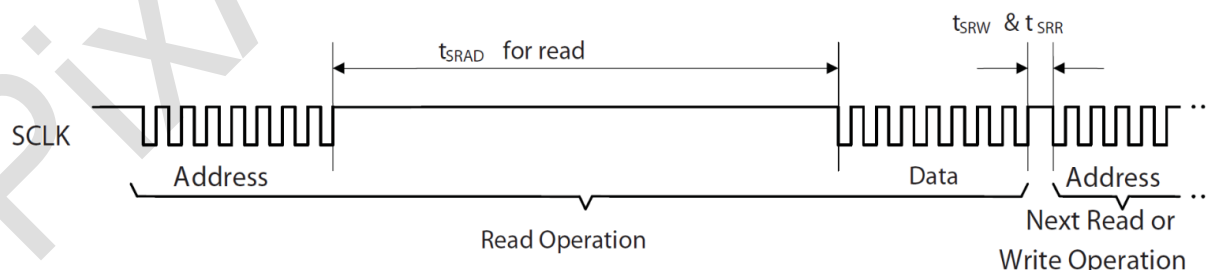 tSRW & tSRR
tSRAD for read
SCLK
Address
Data
Address
Read Operation
Next Read or
Write Operation